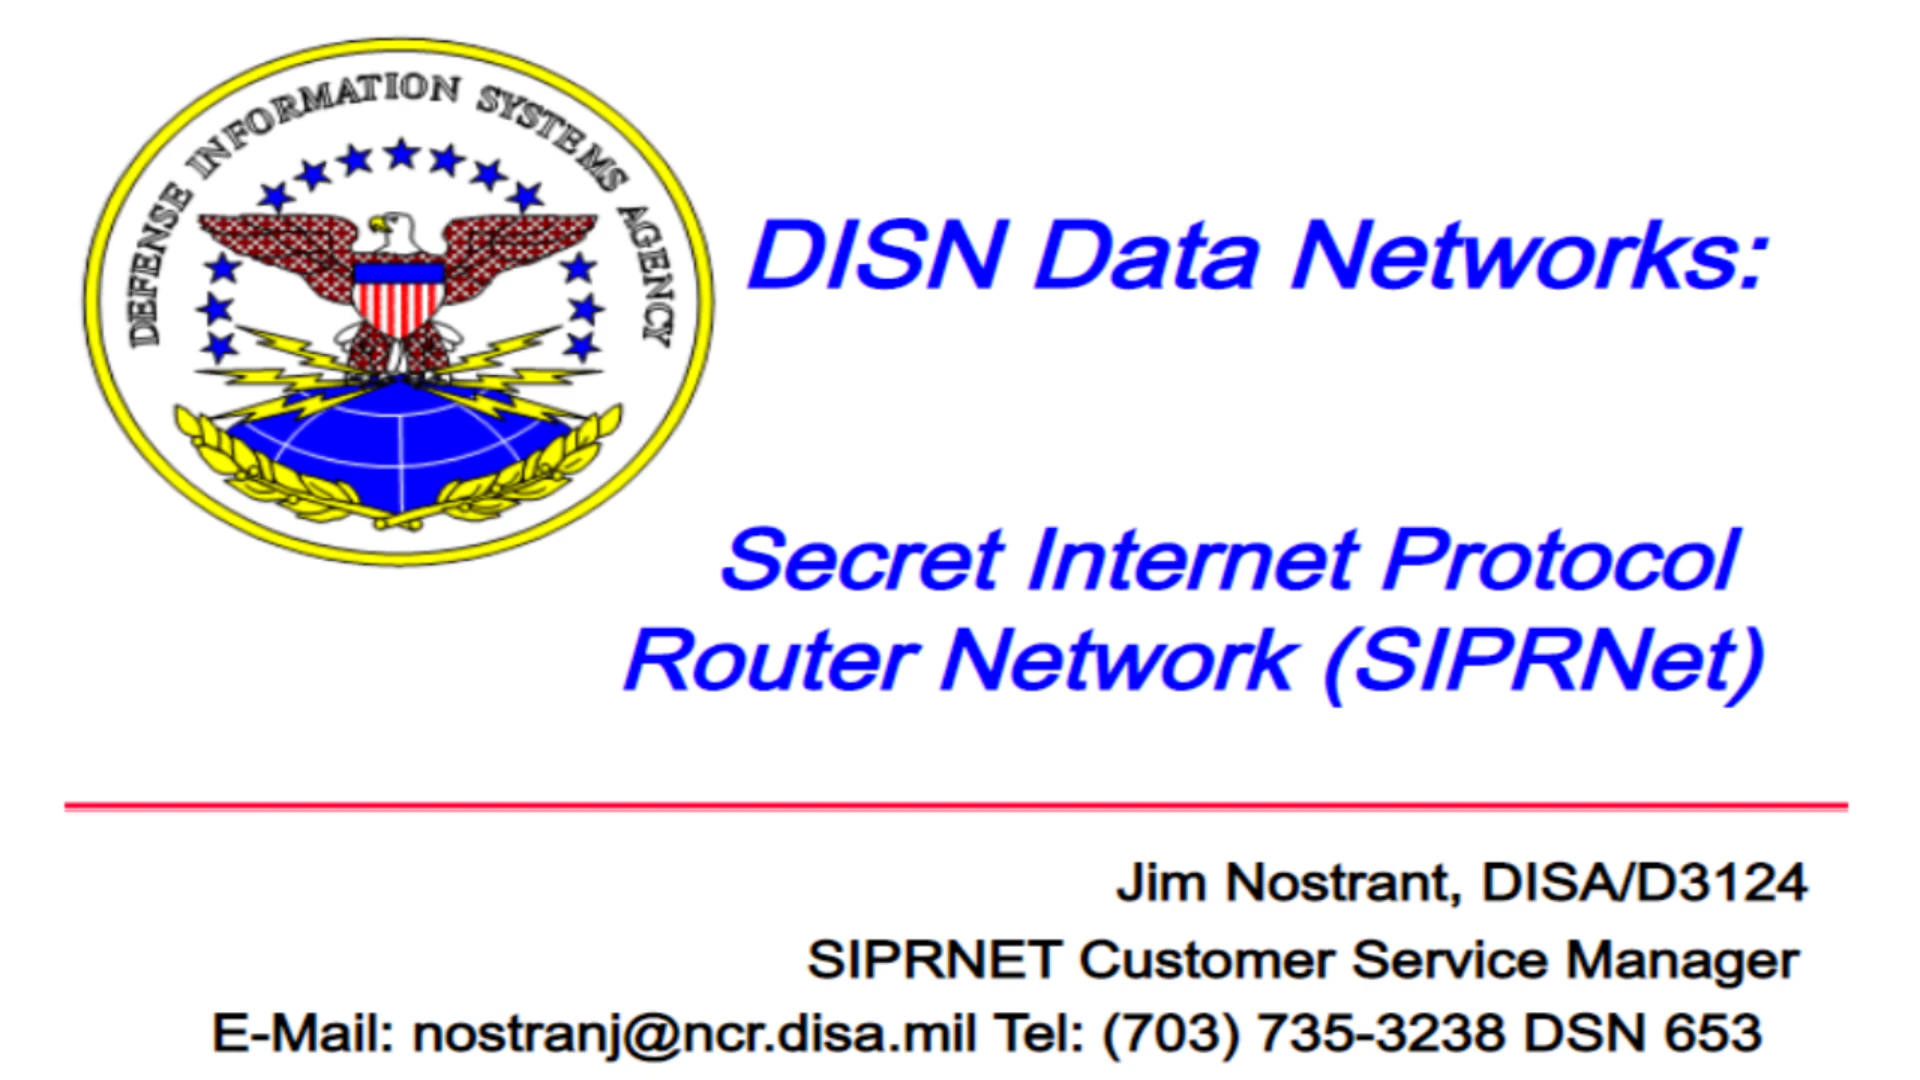 DEFENSE INFORMATION SYSTEMS AGENCY
DISN Data Networks:
Secret Internet Protocol
Router Network (SIPRNet)
Jim Nostrant, DISA/D3124
SIPRNET Customer Service Manager
E-Mail: nostranj@ncr.disa.mil Tel: (703) 735-3238 DSN 653